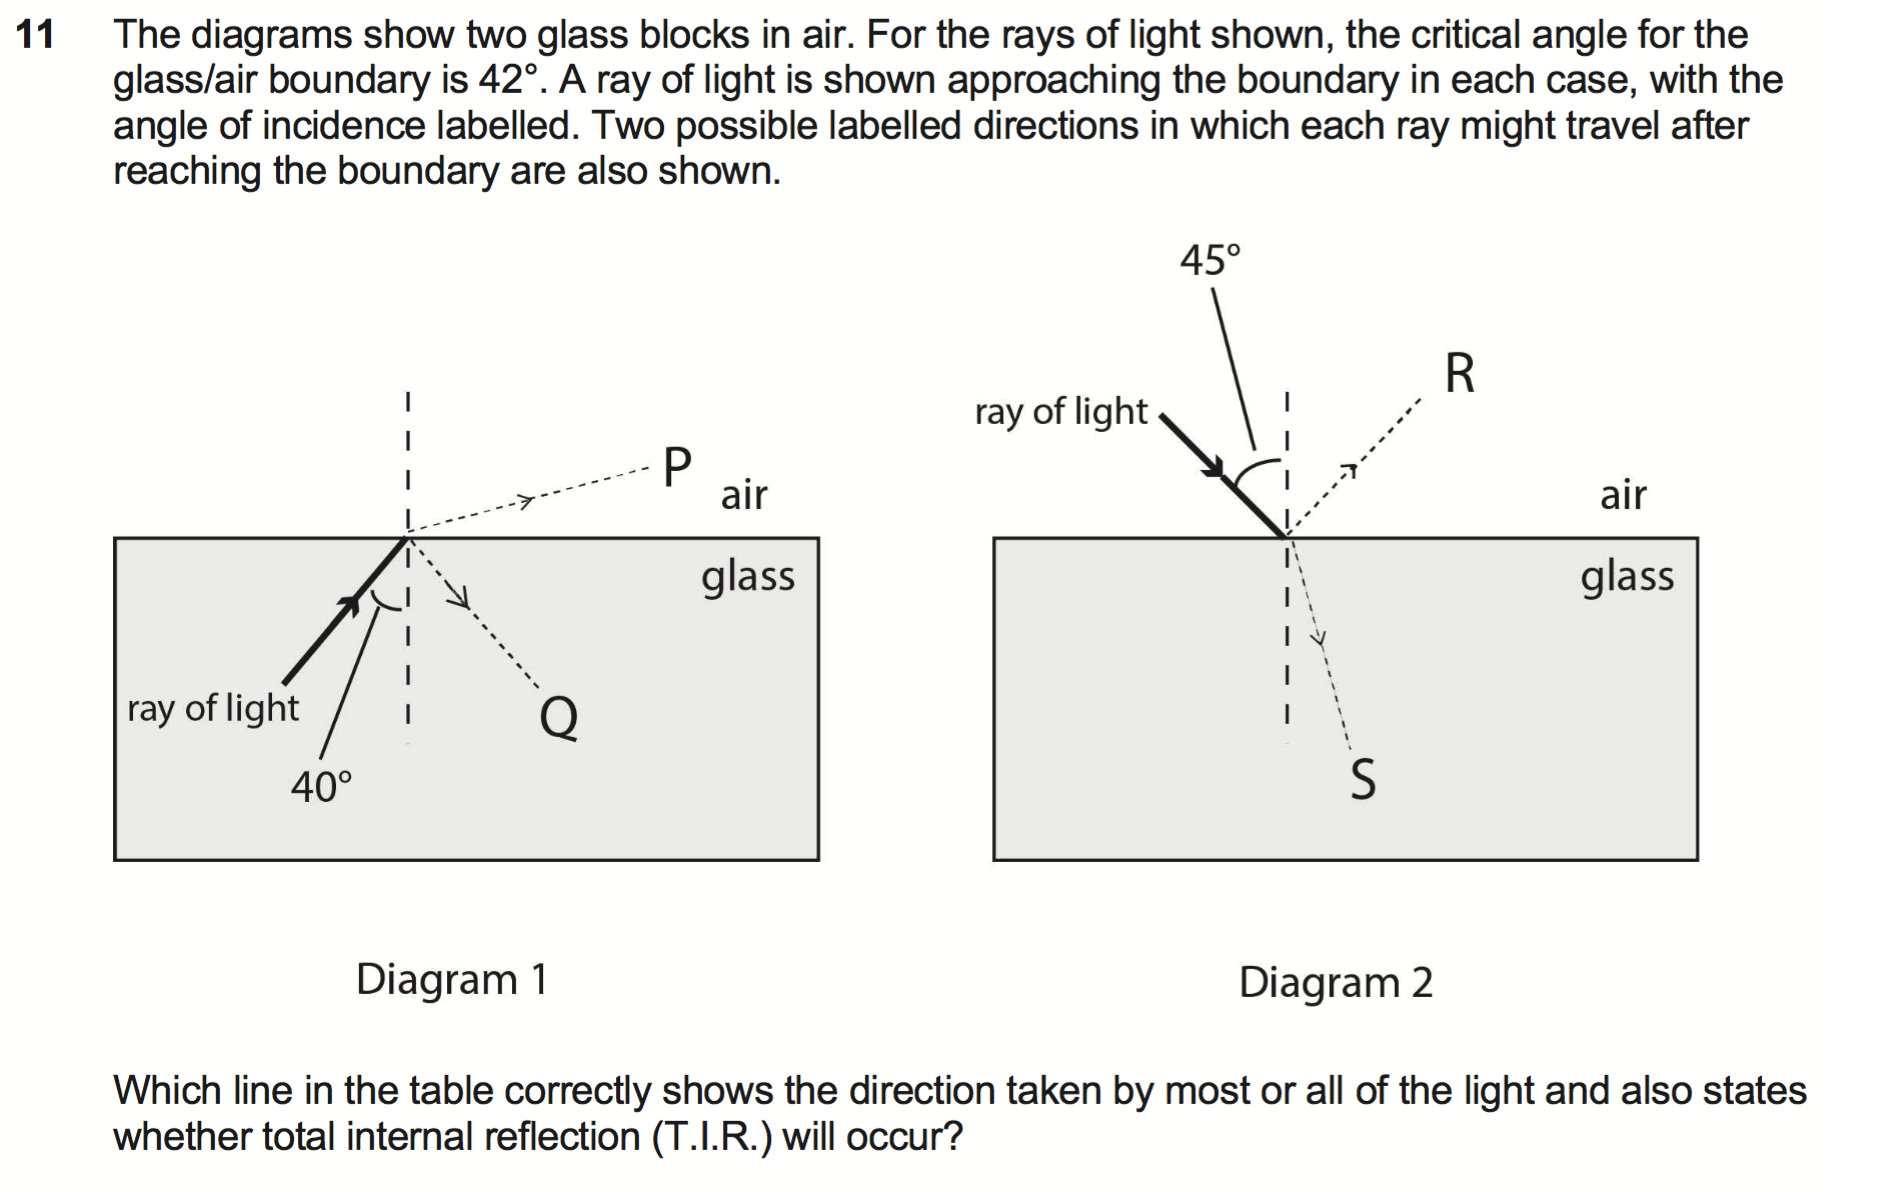 11 The diagrams show two glass blocks in air. For the rays of light shown, the critical angle for the
glass/air boundary is 42°. A ray of light is shown approaching the boundary in each case, with the
angle of incidence labelled. Two possible labelled directions in which each ray might travel after
reaching the boundary are also shown.
P
air
glass
ray of light
Q
40°
Diagram 1
45°
R
ray of light
air
glass
S
Diagram 2
Which line in the table correctly shows the direction taken by most or all of the light and also states
whether total internal reflection (T.I.R.) will occur?